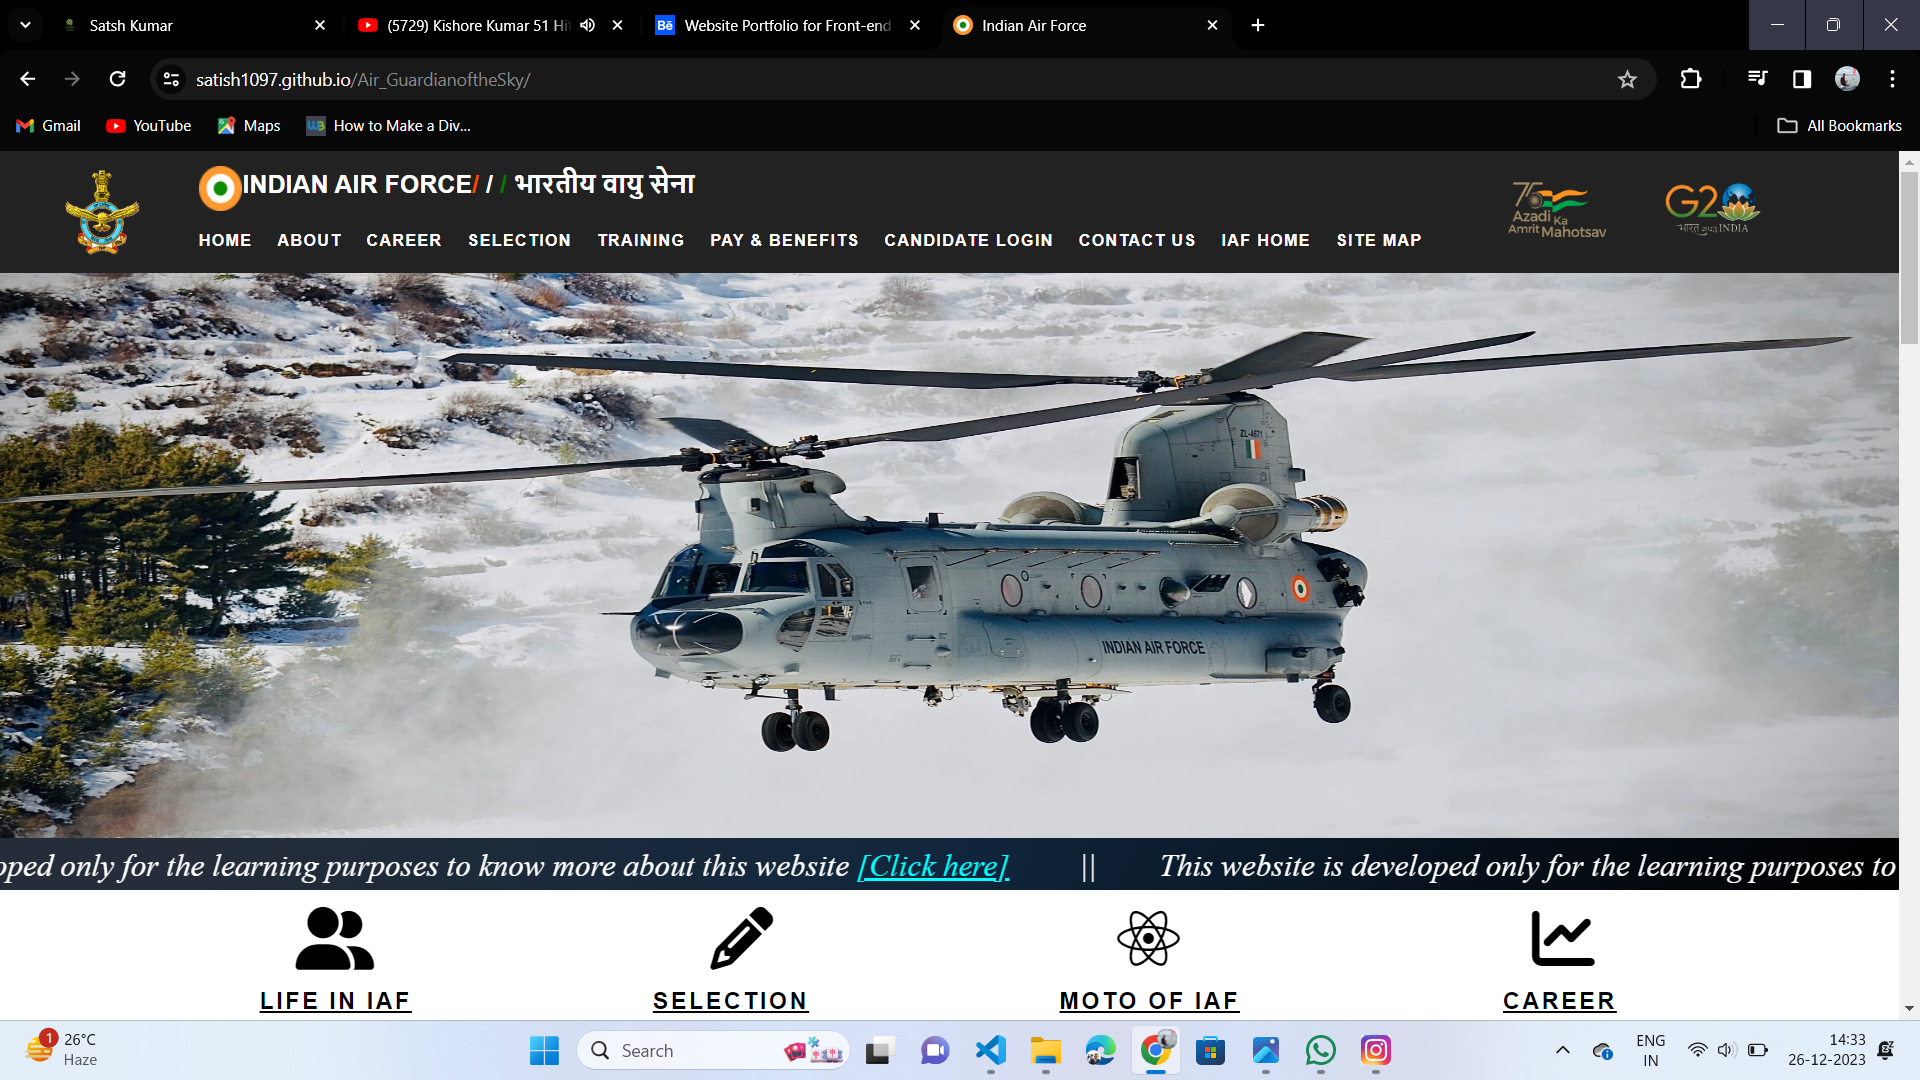 Satsh Kumar
(5729) Kishore Kumar 51 Hi
Website Portfolio for Front-end
Indian Air Force
satish1097.github.io/Air_GuardianoftheSky/
Gmail
YouTube
Maps
How to Make a Div...
All Bookmarks
INDIAN AIR FORCE/ / / भारतीय वायु सेना
HOME ABOUT CAREER SELECTION TRAINING PAY & BENEFITS CANDIDATE LOGIN CONTACT US IAF HOME SITE MAP
75
Azadi Ka
Amrit Mahotsav
G20
भारत 2023 INDIA
ZL-4671
INDIAN AIR FORCE
oped only for the learning purposes to know more about this website [Click here] || This website is developed only for the learning purposes to
LIFE IN IAF
SELECTION
MOTO OF IAF
CAREER
1
26°C
Haze
Search
ENG
IN
14:33
26-12-2023